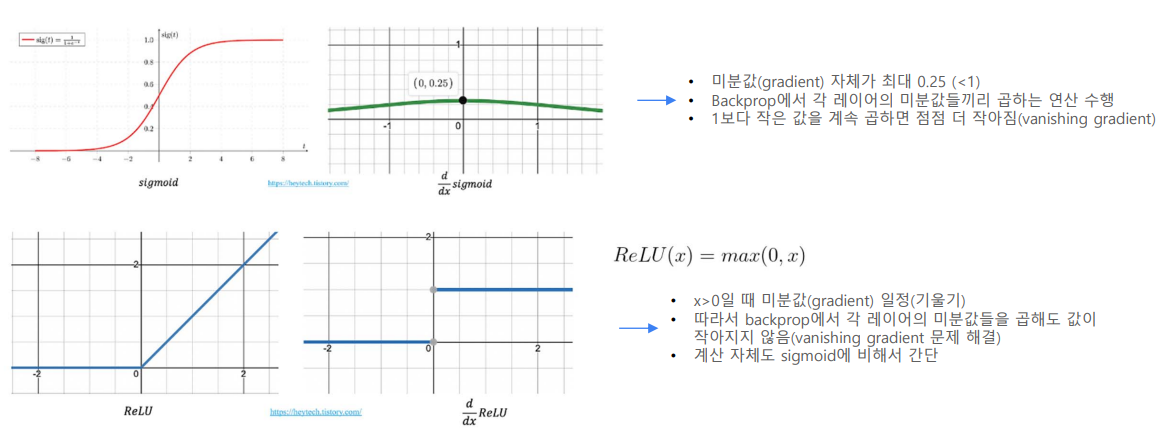 sig(t) = 1/(1+e^-t)
sig(t)
1.0
0.8
0.6
0.4
0.2
-8 -6 -4 -2 0 2 4 6 8
t
sigmoid
https://heytech.tistory.com/
1
(0, 0.25)
-1 0 1
d/dx sigmoid
• 미분값(gradient) 자체가 최대 0.25 (<1)
• Backprop에서 각 레이어의 미분값들끼리 곱하는 연산 수행
• 1보다 작은 값을 계속 곱하면 점점 더 작아짐(vanishing gradient)
2
-2 0 2
ReLU
https://heytech.tistory.com/
2
-2 0 2
d/dx ReLU
ReLU(x) = max(0, x)
• x>0일 때 미분값(gradient) 일정(기울기)
• 따라서 backprop에서 각 레이어의 미분값들을 곱해도 값이
작아지지 않음(vanishing gradient 문제 해결)
• 계산 자체도 sigmoid에 비해서 간단